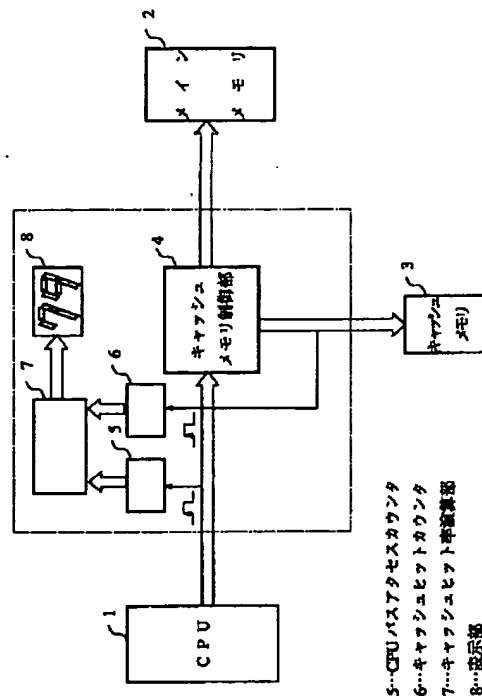 1
CPU
2
メイン
メモリ
3
キャッシュ
メモリ
4
キャッシュ
メモリ制御部
5
6
7
8
79
5…CPUバスアクセスカウンタ
6…キャッシュヒットカウンタ
7…キャッシュヒット率演算部
8…表示部